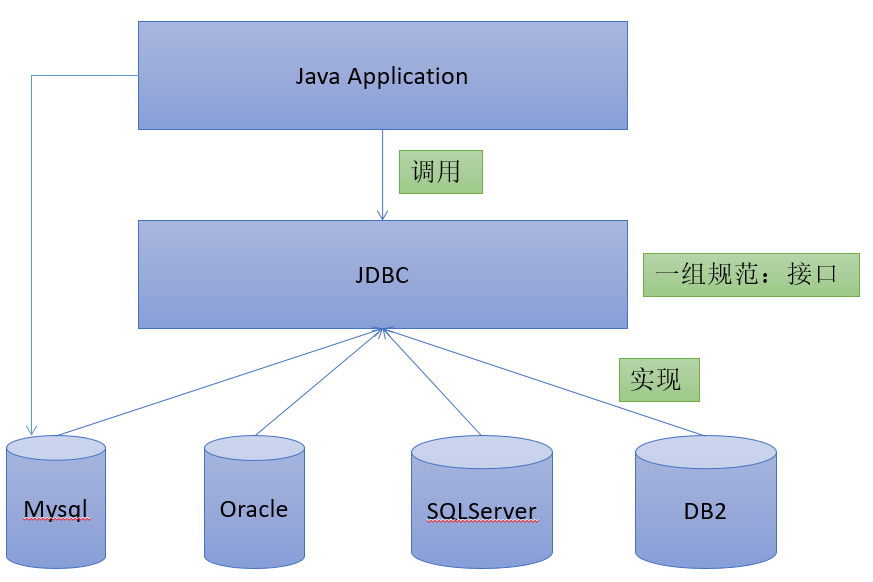 Java Application
调用
JDBC
一组规范：接口
实现
Mysql
Oracle
SQLServer
DB2